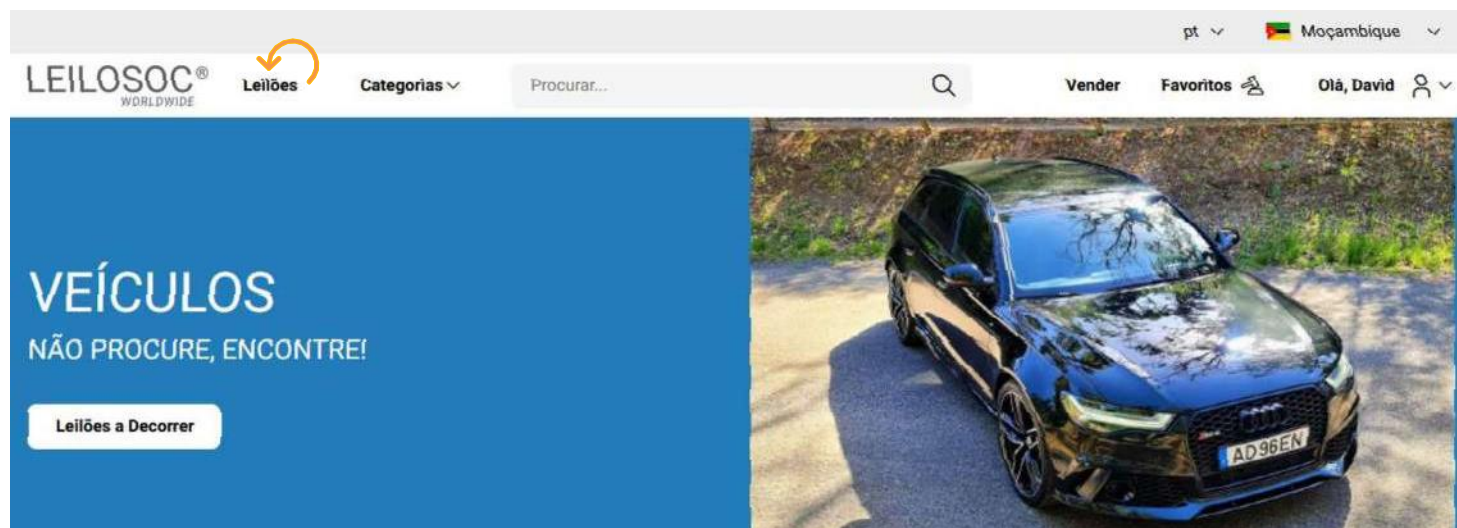 pt Moçambique
LEILOSOC®
WORLDWIDE
Leilões Categorias Procurar... Vender Favoritos Olá, David
VEÍCULOS
NÃO PROCURE, ENCONTRE!
Leilões a Decorrer
AD 96 EN